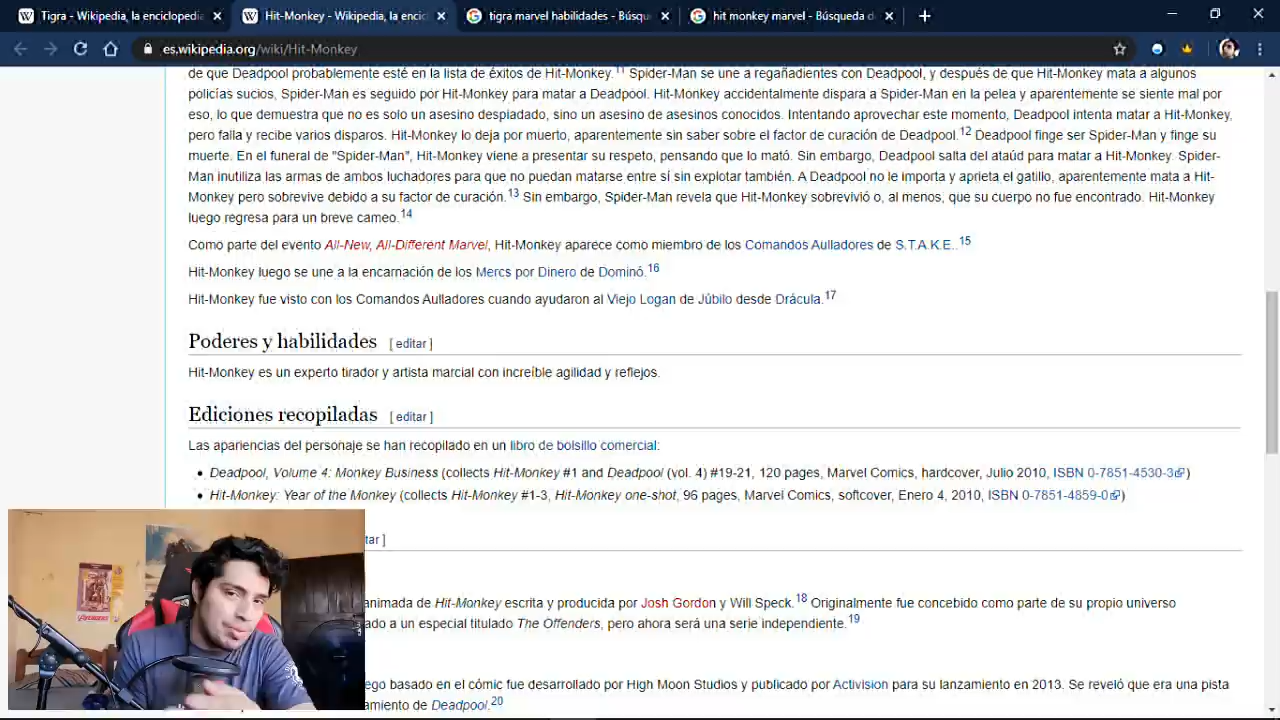 Tigra - Wikipedia, la enciclopedia
Hit-Monkey - Wikipedia, la encic
tigra marvel habilidades - Búsqu
hit monkey marvel - Búsqueda d
es.wikipedia.org/wiki/Hit-Monkey
de que Deadpool probablemente esté en la lista de éxitos de Hit-Monkey.11 Spider-Man se une a regañadientes con Deadpool, y después de que Hit-Monkey mata a algunos
policías sucios, Spider-Man es seguido por Hit-Monkey para matar a Deadpool. Hit-Monkey accidentalmente dispara a Spider-Man en la pelea y aparentemente se siente mal por
eso, lo que demuestra que no es solo un asesino despiadado, sino un asesino de asesinos conocidos. Intentando aprovechar este momento, Deadpool intenta matar a Hit-Monkey,
pero falla y recibe varios disparos. Hit-Monkey lo deja por muerto, aparentemente sin saber sobre el factor de curación de Deadpool.12 Deadpool finge ser Spider-Man y finge su
muerte. En el funeral de "Spider-Man", Hit-Monkey viene a presentar su respeto, pensando que lo mató. Sin embargo, Deadpool salta del ataúd para matar a Hit-Monkey. Spider-
Man inutiliza las armas de ambos luchadores para que no puedan matarse entre sí sin explotar también. A Deadpool no le importa y aprieta el gatillo, aparentemente mata a Hit-
Monkey pero sobrevive debido a su factor de curación.13 Sin embargo, Spider-Man revela que Hit-Monkey sobrevivió o, al menos, que su cuerpo no fue encontrado. Hit-Monkey
luego regresa para un breve cameo.14
Como parte del evento All-New, All-Different Marvel, Hit-Monkey aparece como miembro de los Comandos Aulladores de S.T.A.K.E..15
Hit-Monkey luego se une a la encarnación de los Mercs por Dinero de Dominó.16
Hit-Monkey fue visto con los Comandos Aulladores cuando ayudaron al Viejo Logan de Júbilo desde Drácula.17
Poderes y habilidades [ editar ]
Hit-Monkey es un experto tirador y artista marcial con increíble agilidad y reflejos.
Ediciones recopiladas [ editar ]
Las apariencias del personaje se han recopilado en un libro de bolsillo comercial:
• Deadpool, Volume 4: Monkey Business (collects Hit-Monkey #1 and Deadpool (vol. 4) #19-21, 120 pages, Marvel Comics, hardcover, Julio 2010, ISBN 0-7851-4530-3)
• Hit-Monkey: Year of the Monkey (collects Hit-Monkey #1-3, Hit-Monkey one-shot, 96 pages, Marvel Comics, softcover, Enero 4, 2010, ISBN 0-7851-4859-0)
tar ]
animada de Hit-Monkey escrita y producida por Josh Gordon y Will Speck.18 Originalmente fue concebido como parte de su propio universo
ado a un especial titulado The Offenders, pero ahora será una serie independiente.19
ego basado en el cómic fue desarrollado por High Moon Studios y publicado por Activision para su lanzamiento en 2013. Se reveló que era una pista
amiento de Deadpool.20